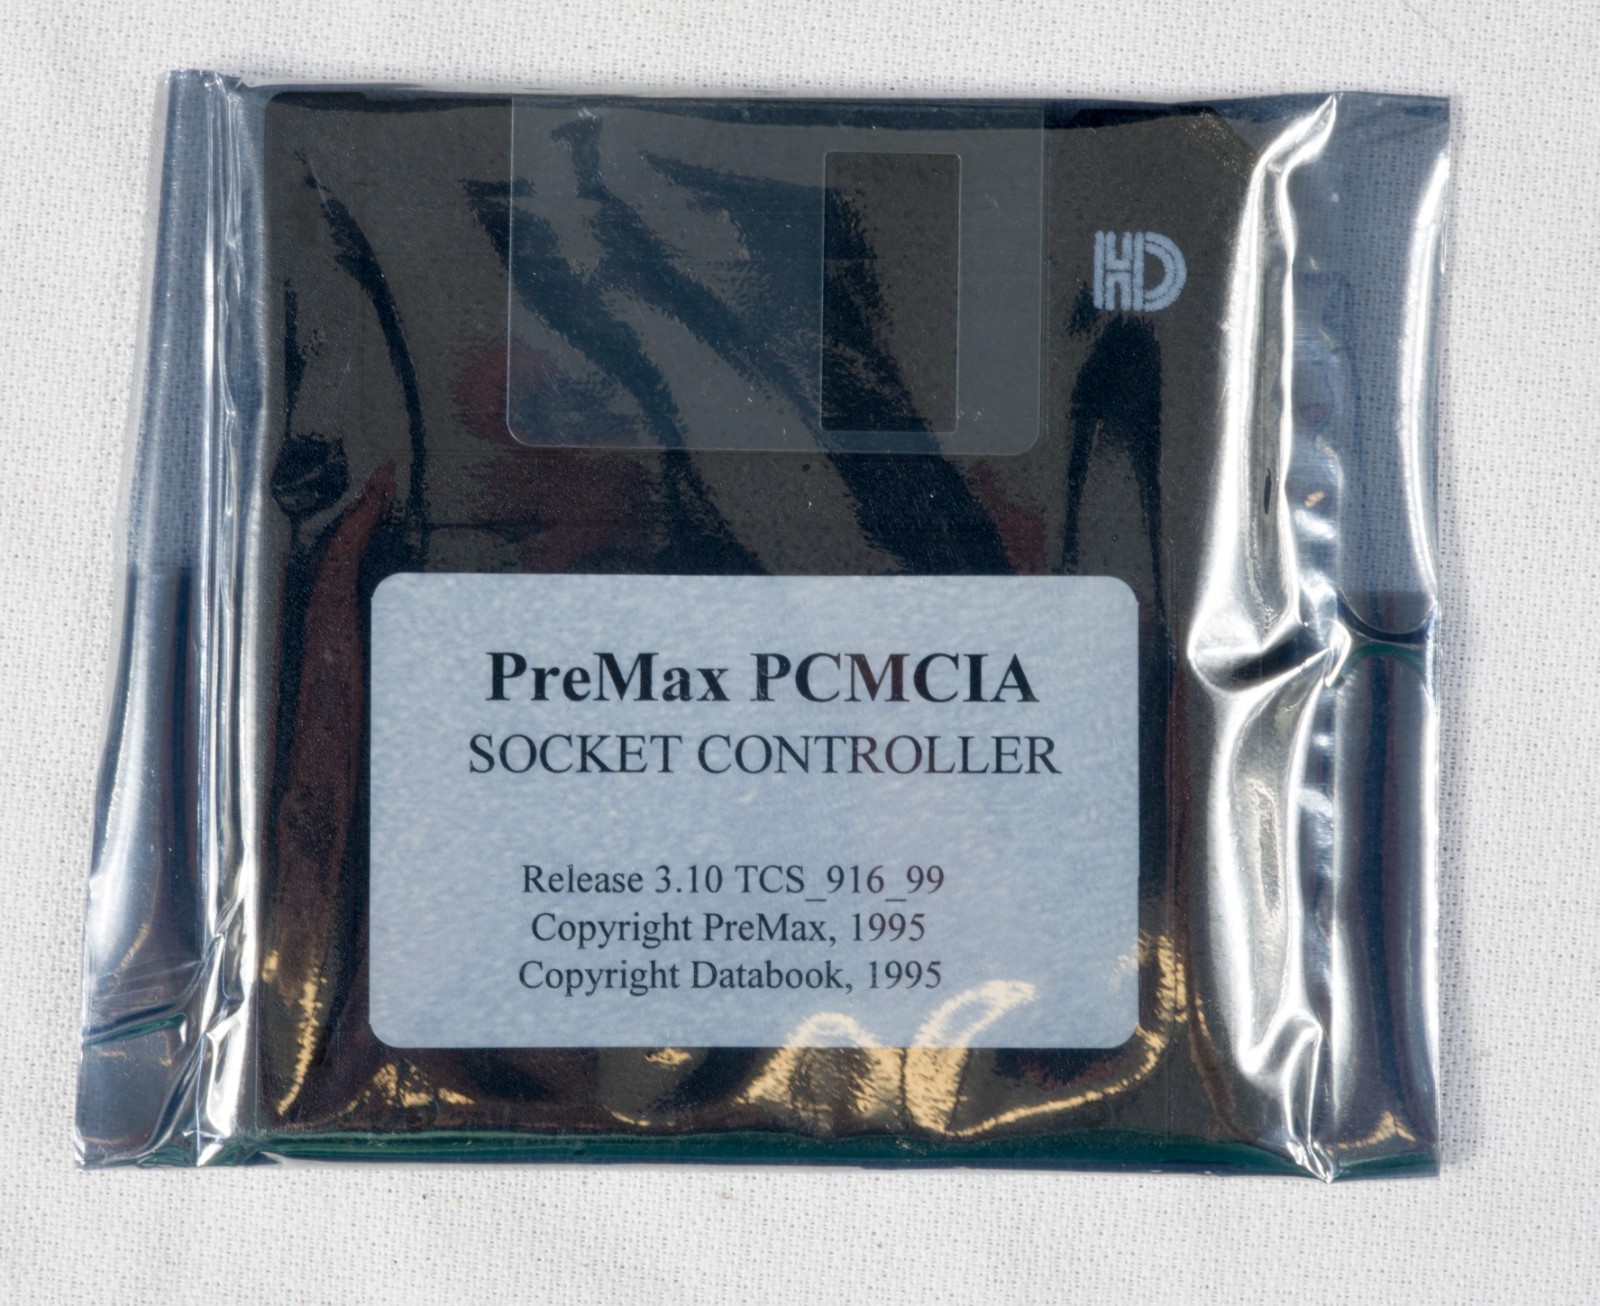 HD
PreMax PCMCIA
SOCKET CONTROLLER
Release 3.10 TCS_916_99
Copyright PreMax, 1995
Copyright Databook, 1995